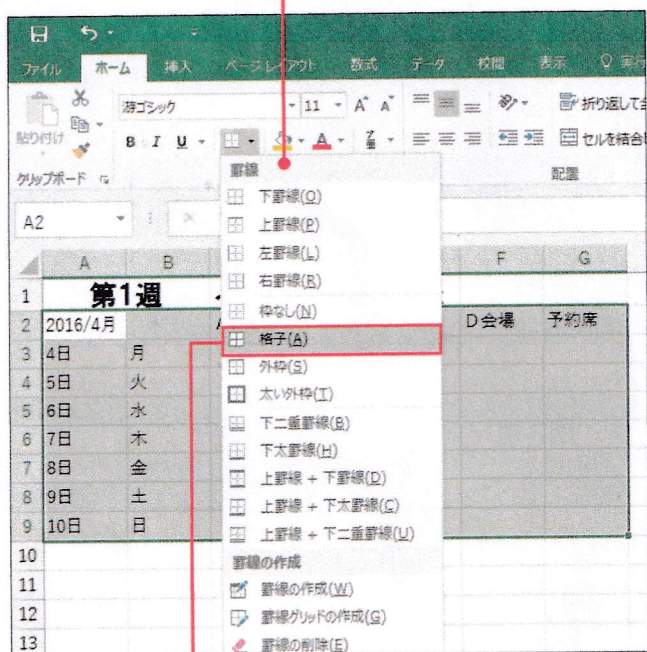 ファイル ホーム 挿入 ページレイアウト 数式 データ 校閲 表示 実行
貼り付け 游ゴシック 11 A A 折り返して全
B I U A セルを結合
クリップボード 罫線 配置
A2
下罫線(O)
上罫線(P)
左罫線(L)
右罫線(R)
枠なし(N)
格子(A)
外枠(S)
太い外枠(T)
下二重罫線(B)
下太罫線(H)
上罫線 + 下罫線(D)
上罫線 + 下太罫線(C)
上罫線 + 下二重罫線(U)
罫線の作成
罫線の作成(W)
罫線グリッドの作成(G)
罫線の削除(E)
A B F G
1 第1週
2 2016/4月 D会場 予約席
3 4日 月
4 5日 火
5 6日 水
6 7日 木
7 8日 金
8 9日 土
9 10日 日
10
11
12
13